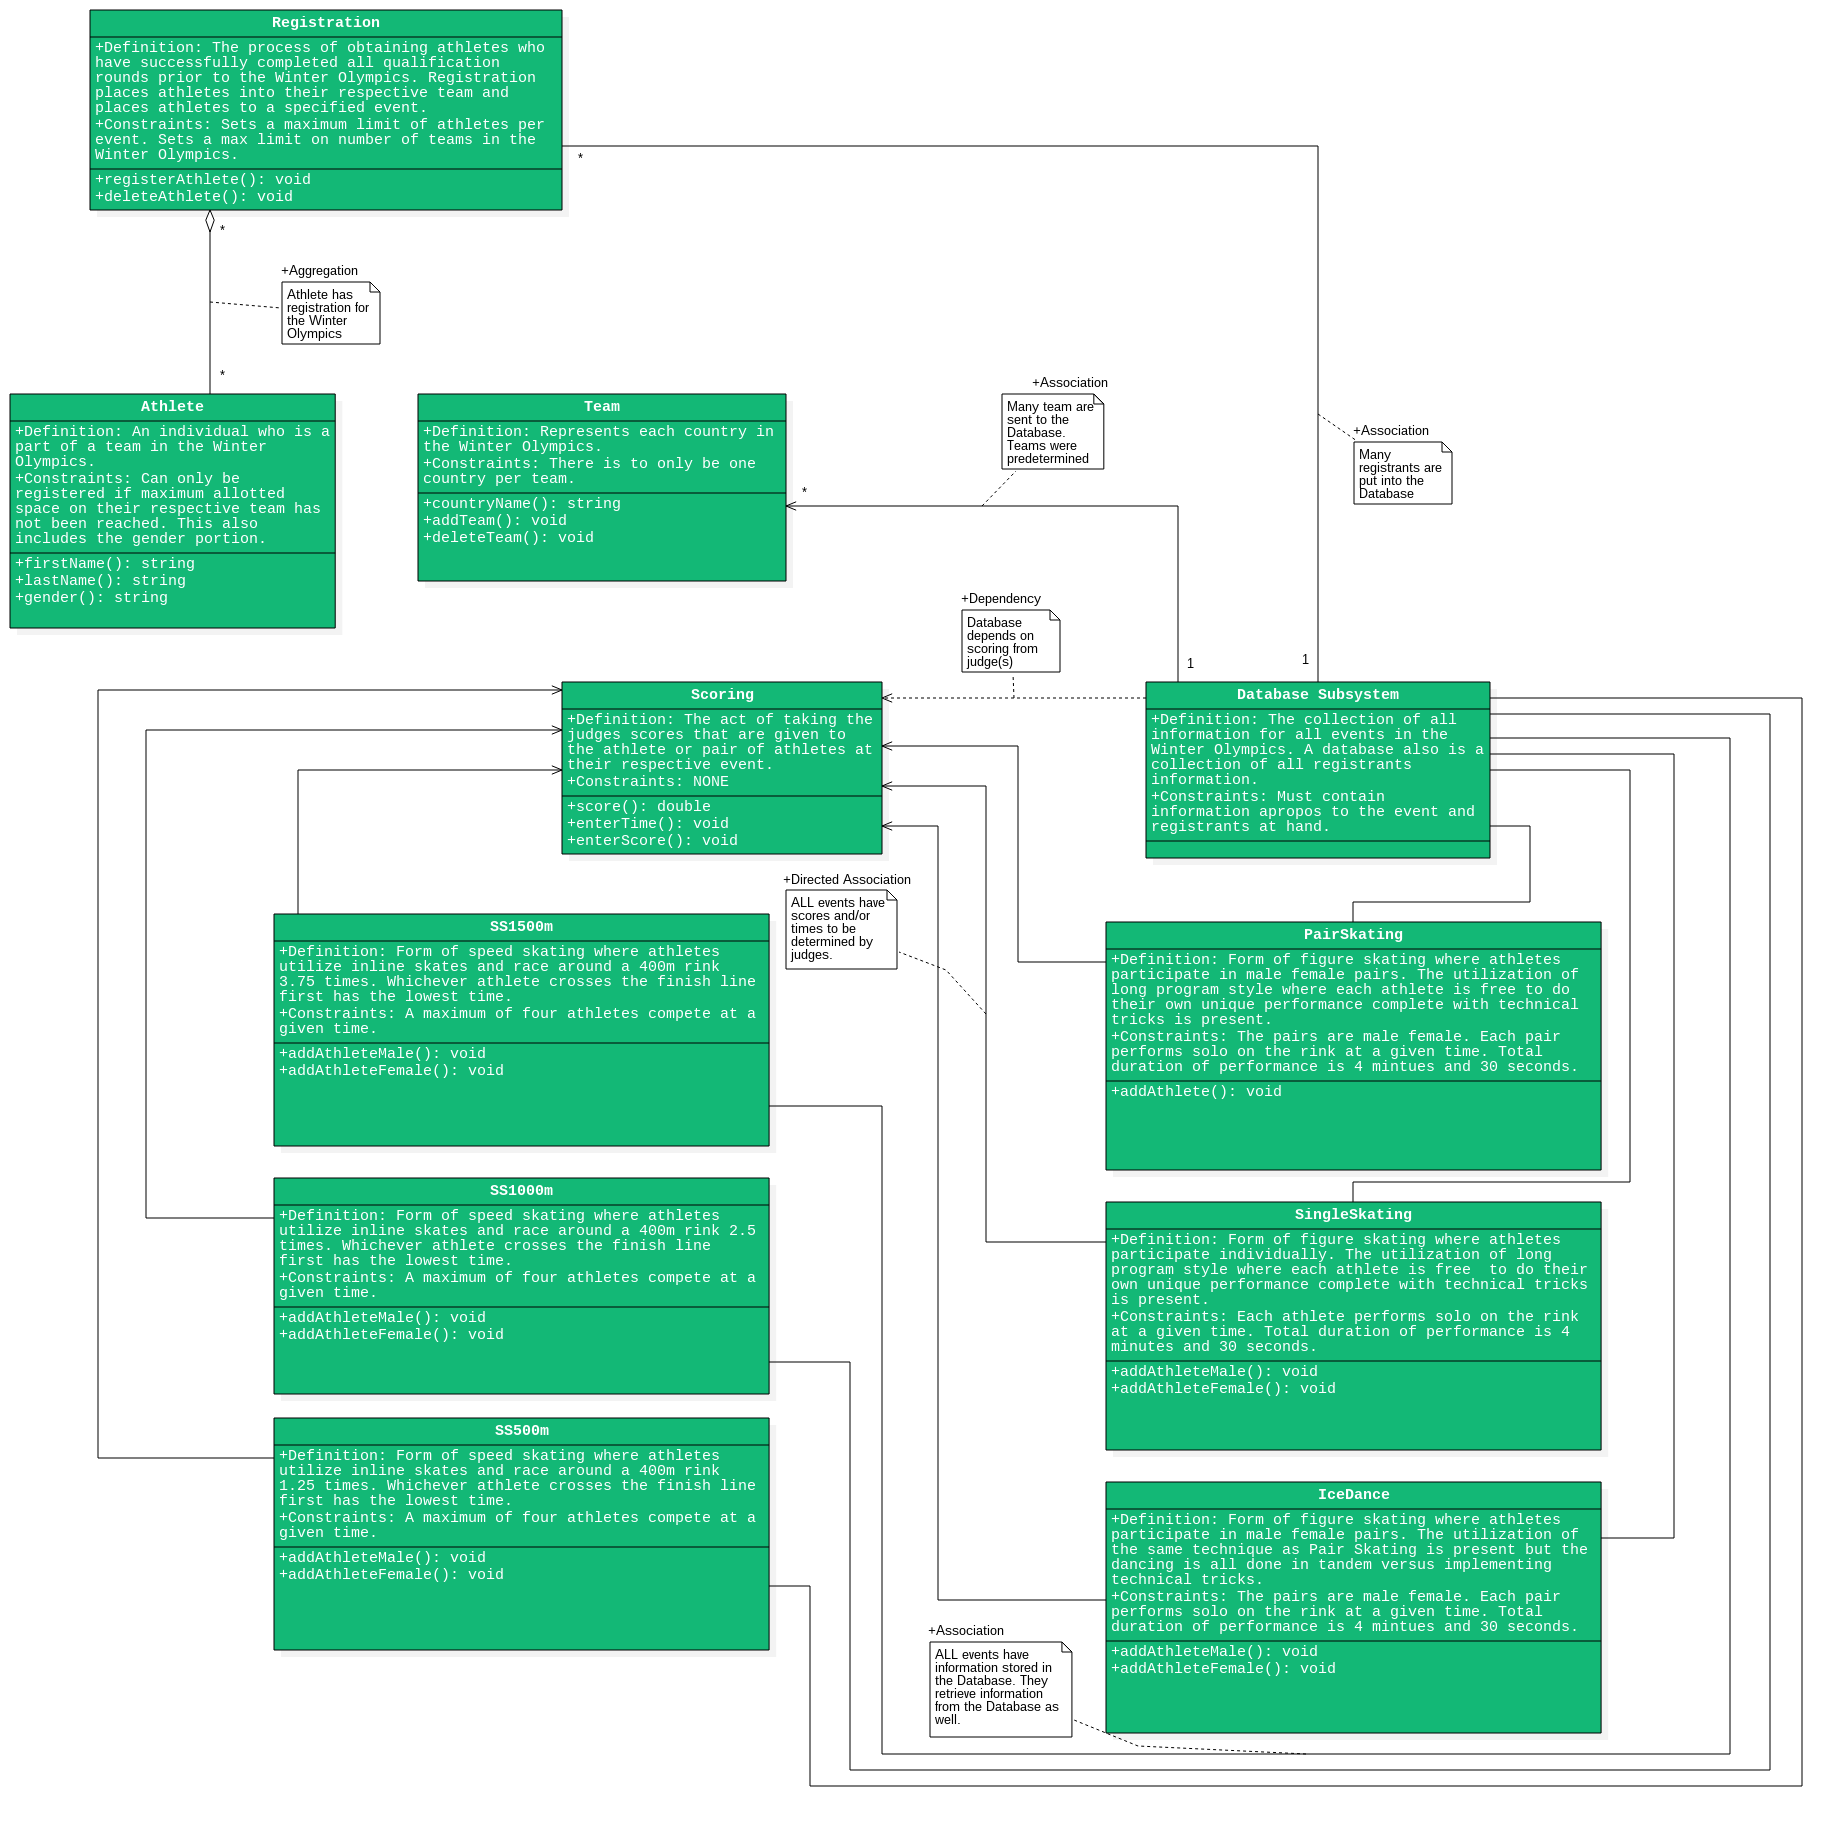 Registration
+Definition: The process of obtaining athletes who
have successfully completed all qualification
rounds prior to the Winter Olympics. Registration
places athletes into their respective team and
places athletes to a specified event.
+Constraints: Sets a maximum limit of athletes per
event. Sets a max limit on number of teams in the
Winter Olympics.
+registerAthlete(): void
+deleteAthlete(): void
*
*
+Aggregation
Athlete has
registration for
the Winter
Olympics
*
Athlete
+Definition: An individual who is a
part of a team in the Winter
Olympics.
+Constraints: Can only be
registered if maximum allotted
space on their respective team has
not been reached. This also
includes the gender portion.
+firstName(): string
+lastName(): string
+gender(): string
Team
+Definition: Represents each country in
the Winter Olympics.
+Constraints: There is to only be one
country per team.
+countryName(): string
+addTeam(): void
+deleteTeam(): void
*
+Association
Many team are
sent to the
Database.
Teams were
predetermined
+Association
Many
registrants are
put into the
Database
+Dependency
Database
depends on
scoring from
judge(s)
1
1
Scoring
+Definition: The act of taking the
judges scores that are given to
the athlete or pair of athletes at
their respective event.
+Constraints: NONE
+score(): double
+enterTime(): void
+enterScore(): void
Database Subsystem
+Definition: The collection of all
information for all events in the
Winter Olympics. A database also is a
collection of all registrants
information.
+Constraints: Must contain
information apropos to the event and
registrants at hand.
+Directed Association
ALL events have
scores and/or
times to be
determined by
judges.
SS1500m
+Definition: Form of speed skating where athletes
utilize inline skates and race around a 400m rink
3.75 times. Whichever athlete crosses the finish line
first has the lowest time.
+Constraints: A maximum of four athletes compete at a
given time.
+addAthleteMale(): void
+addAthleteFemale(): void
PairSkating
+Definition: Form of figure skating where athletes
participate in male female pairs. The utilization of
long program style where each athlete is free to do
their own unique performance complete with technical
tricks is present.
+Constraints: The pairs are male female. Each pair
performs solo on the rink at a given time. Total
duration of performance is 4 mintues and 30 seconds.
+addAthlete(): void
SS1000m
+Definition: Form of speed skating where athletes
utilize inline skates and race around a 400m rink 2.5
times. Whichever athlete crosses the finish line
first has the lowest time.
+Constraints: A maximum of four athletes compete at a
given time.
+addAthleteMale(): void
+addAthleteFemale(): void
SingleSkating
+Definition: Form of figure skating where athletes
participate individually. The utilization of long
program style where each athlete is free  to do their
own unique performance complete with technical tricks
is present.
+Constraints: Each athlete performs solo on the rink
at a given time. Total duration of performance is 4
minutes and 30 seconds.
+addAthleteMale(): void
+addAthleteFemale(): void
SS500m
+Definition: Form of speed skating where athletes
utilize inline skates and race around a 400m rink
1.25 times. Whichever athlete crosses the finish line
first has the lowest time.
+Constraints: A maximum of four athletes compete at a
given time.
+addAthleteMale(): void
+addAthleteFemale(): void
IceDance
+Definition: Form of figure skating where athletes
participate in male female pairs. The utilization of
the same technique as Pair Skating is present but the
dancing is all done in tandem versus implementing
technical tricks.
+Constraints: The pairs are male female. Each pair
performs solo on the rink at a given time. Total
duration of performance is 4 mintues and 30 seconds.
+addAthleteMale(): void
+addAthleteFemale(): void
+Association
ALL events have
information stored in
the Database. They
retrieve information
from the Database as
well.